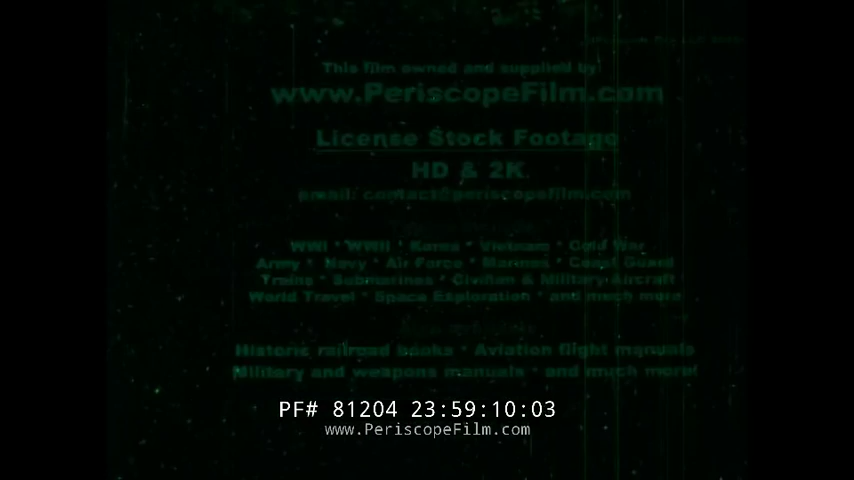 This film owned and supplied by:
www.PeriscopeFilm.com
License Stock Footage
HD & 2K
email: contact@periscopefilm.com
WWI * WWII * Korea * Vietnam * Cold War
Army * Navy * Air Force * Marines * Coast Guard
Trains * Submarines * Civilian & Military Aircraft
World Travel * Space Exploration * and much more
Historic railroad books * Aviation flight manuals
Military and weapons manuals * and much more!
PF# 81204 23:59:10:03
www.PeriscopeFilm.com